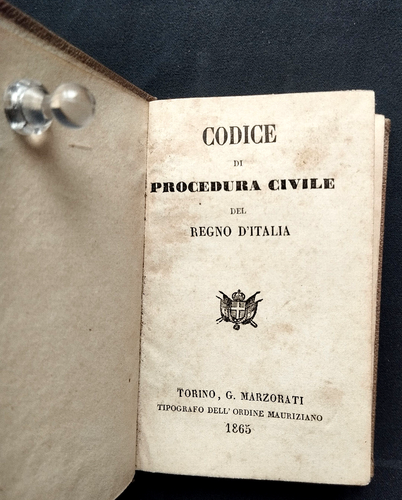 CODICE
DI
PROCEDURA CIVILE
DEL
REGNO D'ITALIA
TORINO, G. MARZORATI
TIPOGRAFO DELL'ORDINE MAURIZIANO
1865